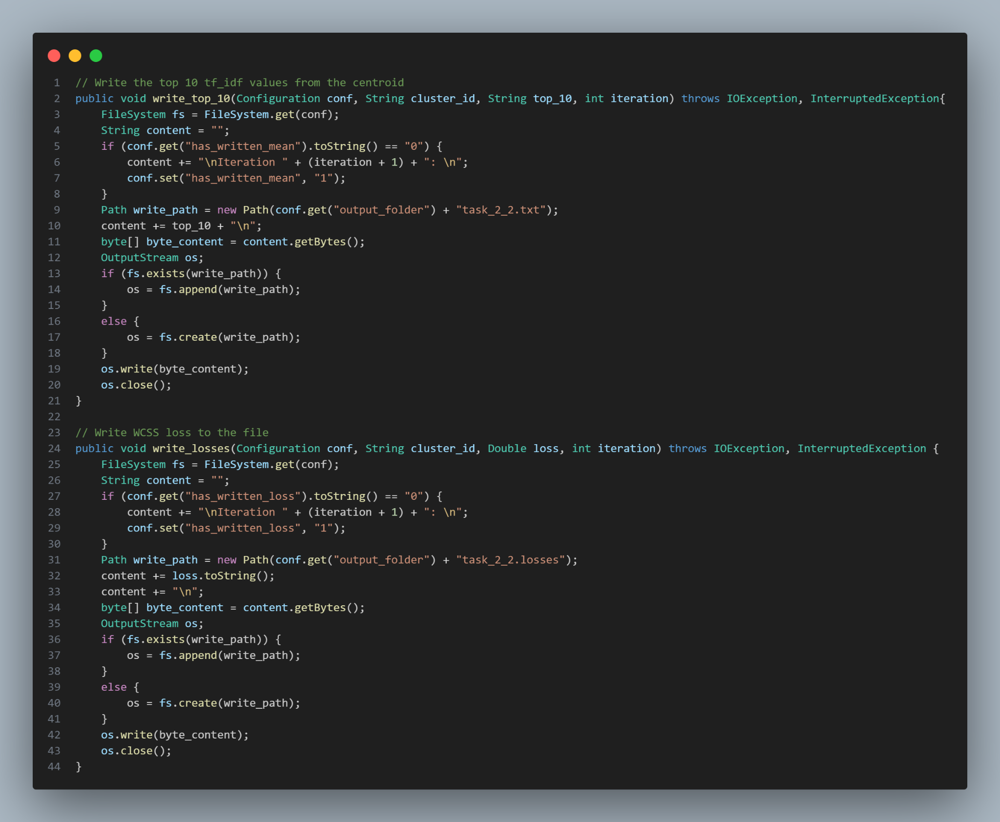 1 // Write the top 10 tf_idf values from the centroid
2 public void write_top_10(Configuration conf, String cluster_id, String top_10, int iteration) throws IOException, InterruptedException{
3     FileSystem fs = FileSystem.get(conf);
4     String content = "";
5     if (conf.get("has_written_mean").toString() == "0") {
6         content += "\nIteration " + (iteration + 1) + ": \n";
7         conf.set("has_written_mean", "1");
8     }
9     Path write_path = new Path(conf.get("output_folder") + "task_2_2.txt");
10     content += top_10 + "\n";
11     byte[] byte_content = content.getBytes();
12     OutputStream os;
13     if (fs.exists(write_path)) {
14         os = fs.append(write_path);
15     }
16     else {
17         os = fs.create(write_path);
18     }
19     os.write(byte_content);
20     os.close();
21 }
22
23 // Write WCSS loss to the file
24 public void write_losses(Configuration conf, String cluster_id, Double loss, int iteration) throws IOException, InterruptedException {
25     FileSystem fs = FileSystem.get(conf);
26     String content = "";
27     if (conf.get("has_written_loss").toString() == "0") {
28         content += "\nIteration " + (iteration + 1) + ": \n";
29         conf.set("has_written_loss", "1");
30     }
31     Path write_path = new Path(conf.get("output_folder") + "task_2_2.losses");
32     content += loss.toString();
33     content += "\n";
34     byte[] byte_content = content.getBytes();
35     OutputStream os;
36     if (fs.exists(write_path)) {
37         os = fs.append(write_path);
38     }
39     else {
40         os = fs.create(write_path);
41     }
42     os.write(byte_content);
43     os.close();
44 }